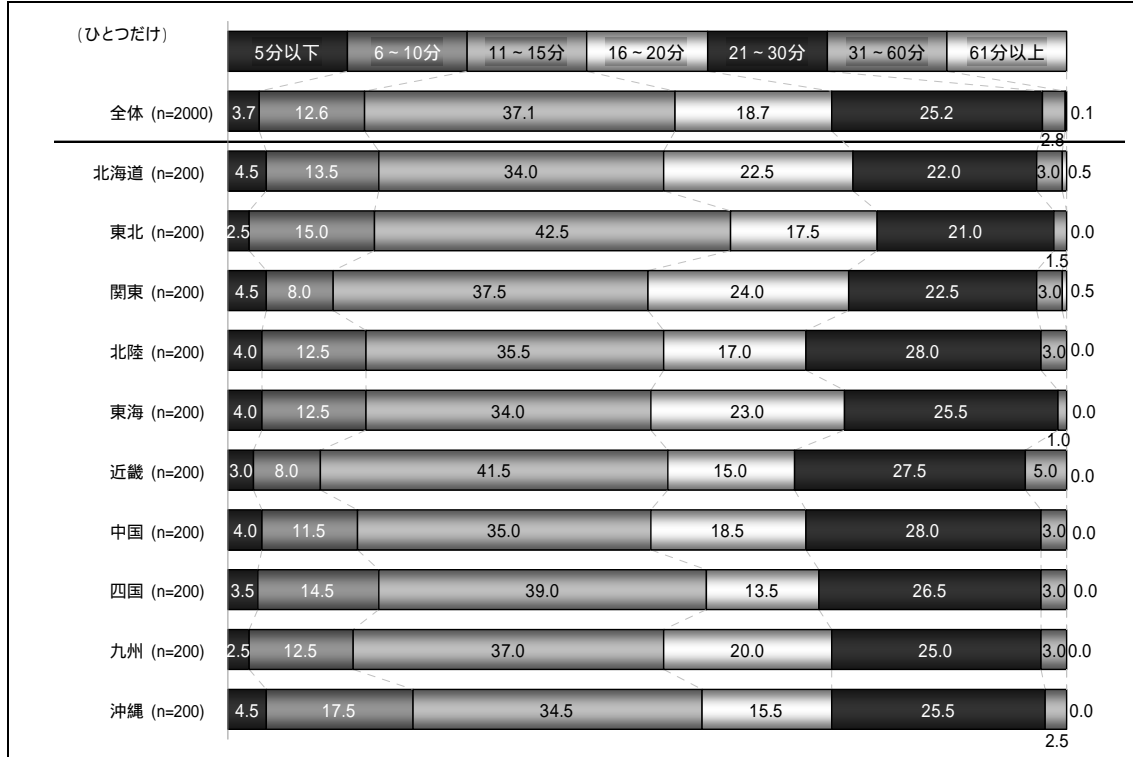 (ひとつだけ)
5分以下 6～10分 11～15分 16～20分 21～30分 31～60分 61分以上
全体 (n=2000) 3.7 12.6 37.1 18.7 25.2 2.8 0.1
北海道 (n=200) 4.5 13.5 34.0 22.5 22.0 3.0 0.5
東北 (n=200) 2.5 15.0 42.5 17.5 21.0 1.5 0.0
関東 (n=200) 4.5 8.0 37.5 24.0 22.5 3.0 0.5
北陸 (n=200) 4.0 12.5 35.5 17.0 28.0 3.0 0.0
東海 (n=200) 4.0 12.5 34.0 23.0 25.5 1.0 0.0
近畿 (n=200) 3.0 8.0 41.5 15.0 27.5 5.0 0.0
中国 (n=200) 4.0 11.5 35.0 18.5 28.0 3.0 0.0
四国 (n=200) 3.5 14.5 39.0 13.5 26.5 3.0 0.0
九州 (n=200) 2.5 12.5 37.0 20.0 25.0 3.0 0.0
沖縄 (n=200) 4.5 17.5 34.5 15.5 25.5 2.5 0.0